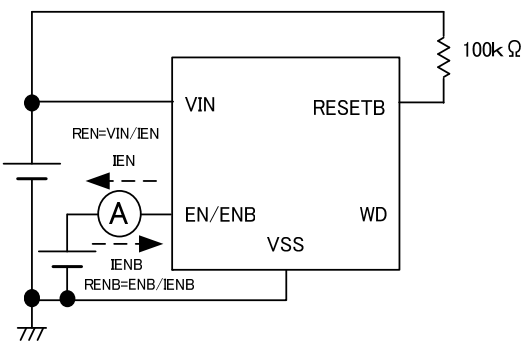 100kΩ
VIN
RESETB
REN=VIN/IEN
IEN
A
EN/ENB
WD
VSS
IENB
RENB=ENB/IENB